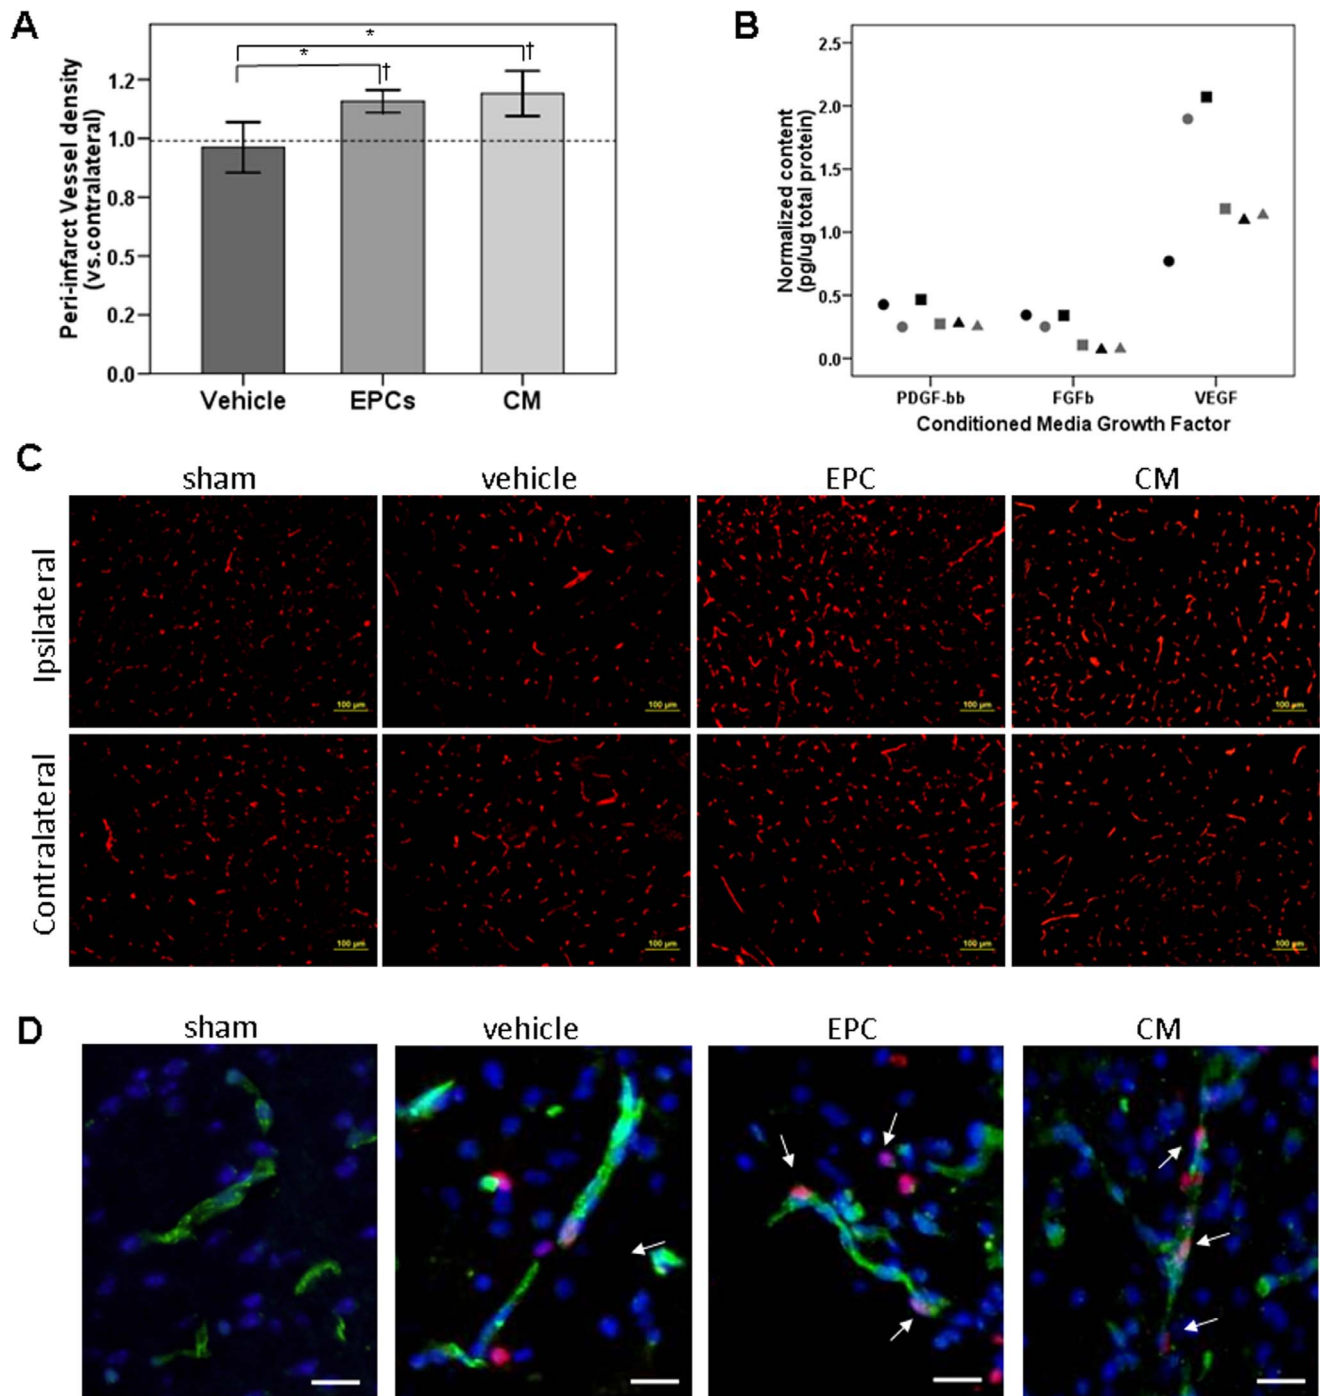 A
Peri-infarct Vessel density
(vs.contralateral)
1.2
1.0
0.8
0.5
0.2
0.0
*
*
†
†
Vehicle EPCs CM
B
Normalized content
(pg/ug total protein)
2.5
2.0
1.5
1.0
0.5
0.0
PDGF-bb FGFb VEGF
Conditioned Media Growth Factor
C
sham vehicle EPC CM
Ipsilateral
100 µm 100 µm 100 µm 100 µm
Contralateral
100 µm 100 µm 100 µm 100 µm
D
sham vehicle EPC CM